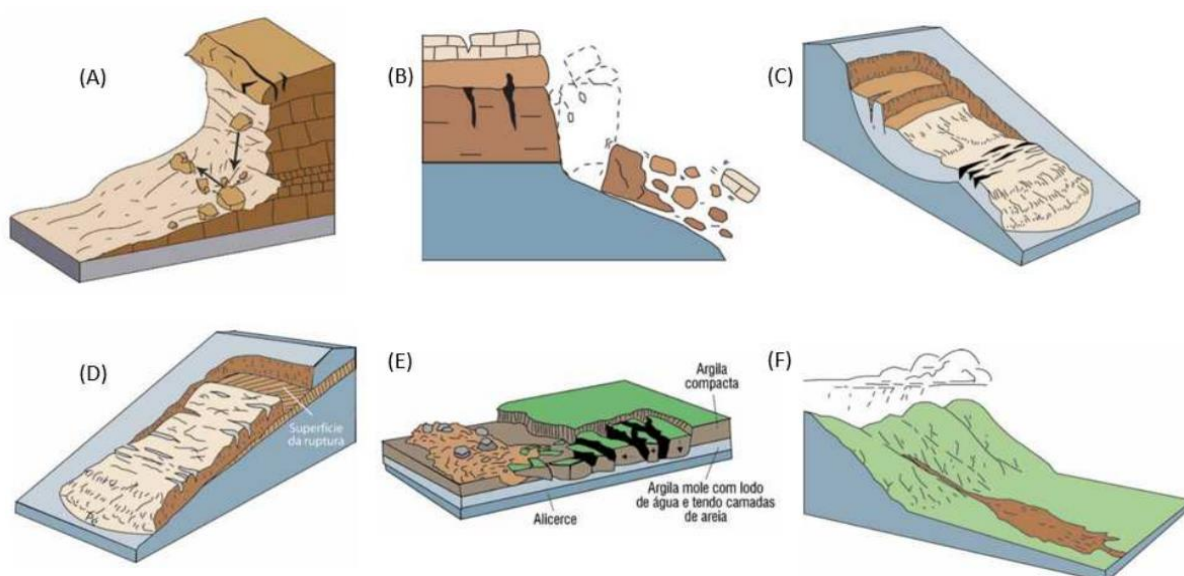 (A)
(B)
(C)
(D)
Superfície
da ruptura
(E)
Argila
compacta
Argila mole com lodo
de água e tendo camadas
de areia
Alicerce
(F)